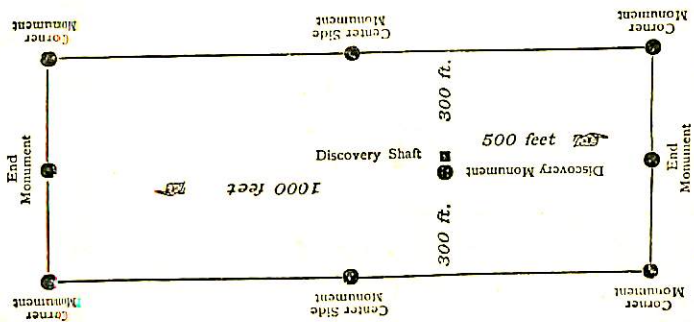 Corner
Monument
Center Side
Monument
Corner
Monument
End
Monument
300 ft.
500 feet
Discovery Shaft
Discovery Monument
1000 feet
300 ft.
End
Monument
Corner
Monument
Center Side
Monument
Corner
Monument